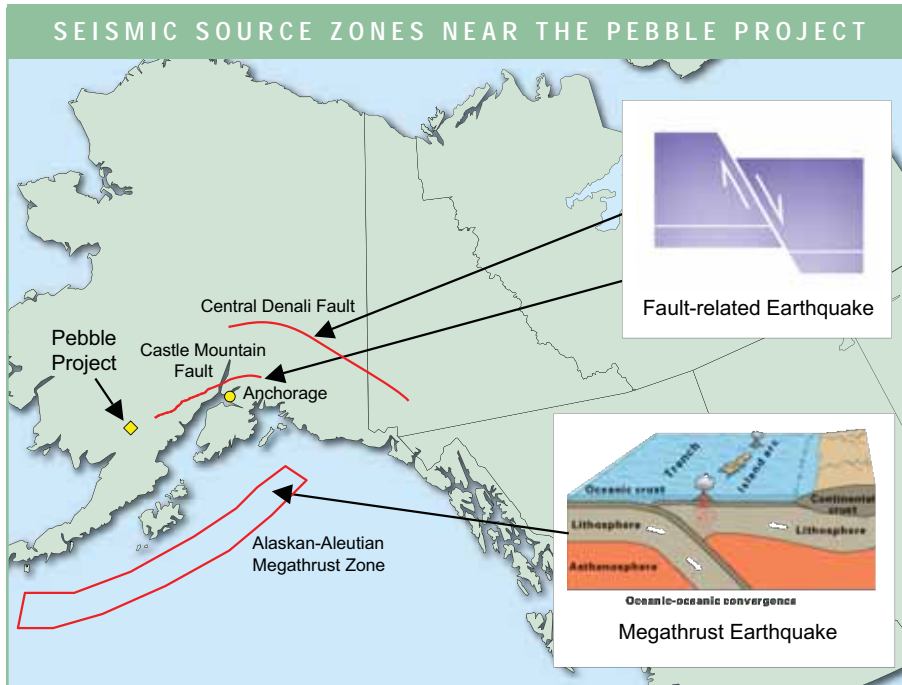 SEISMIC SOURCE ZONES NEAR THE PEBBLE PROJECT
Fault-related Earthquake
Central Denali Fault
Pebble
Project
Castle Mountain
Fault
Anchorage
Alaskan-Aleutian
Megathrust Zone
Trench
Island arc
Oceanic crust
Continental
crust
Lithosphere
Lithosphere
Asthenosphere
Oceanic-oceanic convergence
Megathrust Earthquake